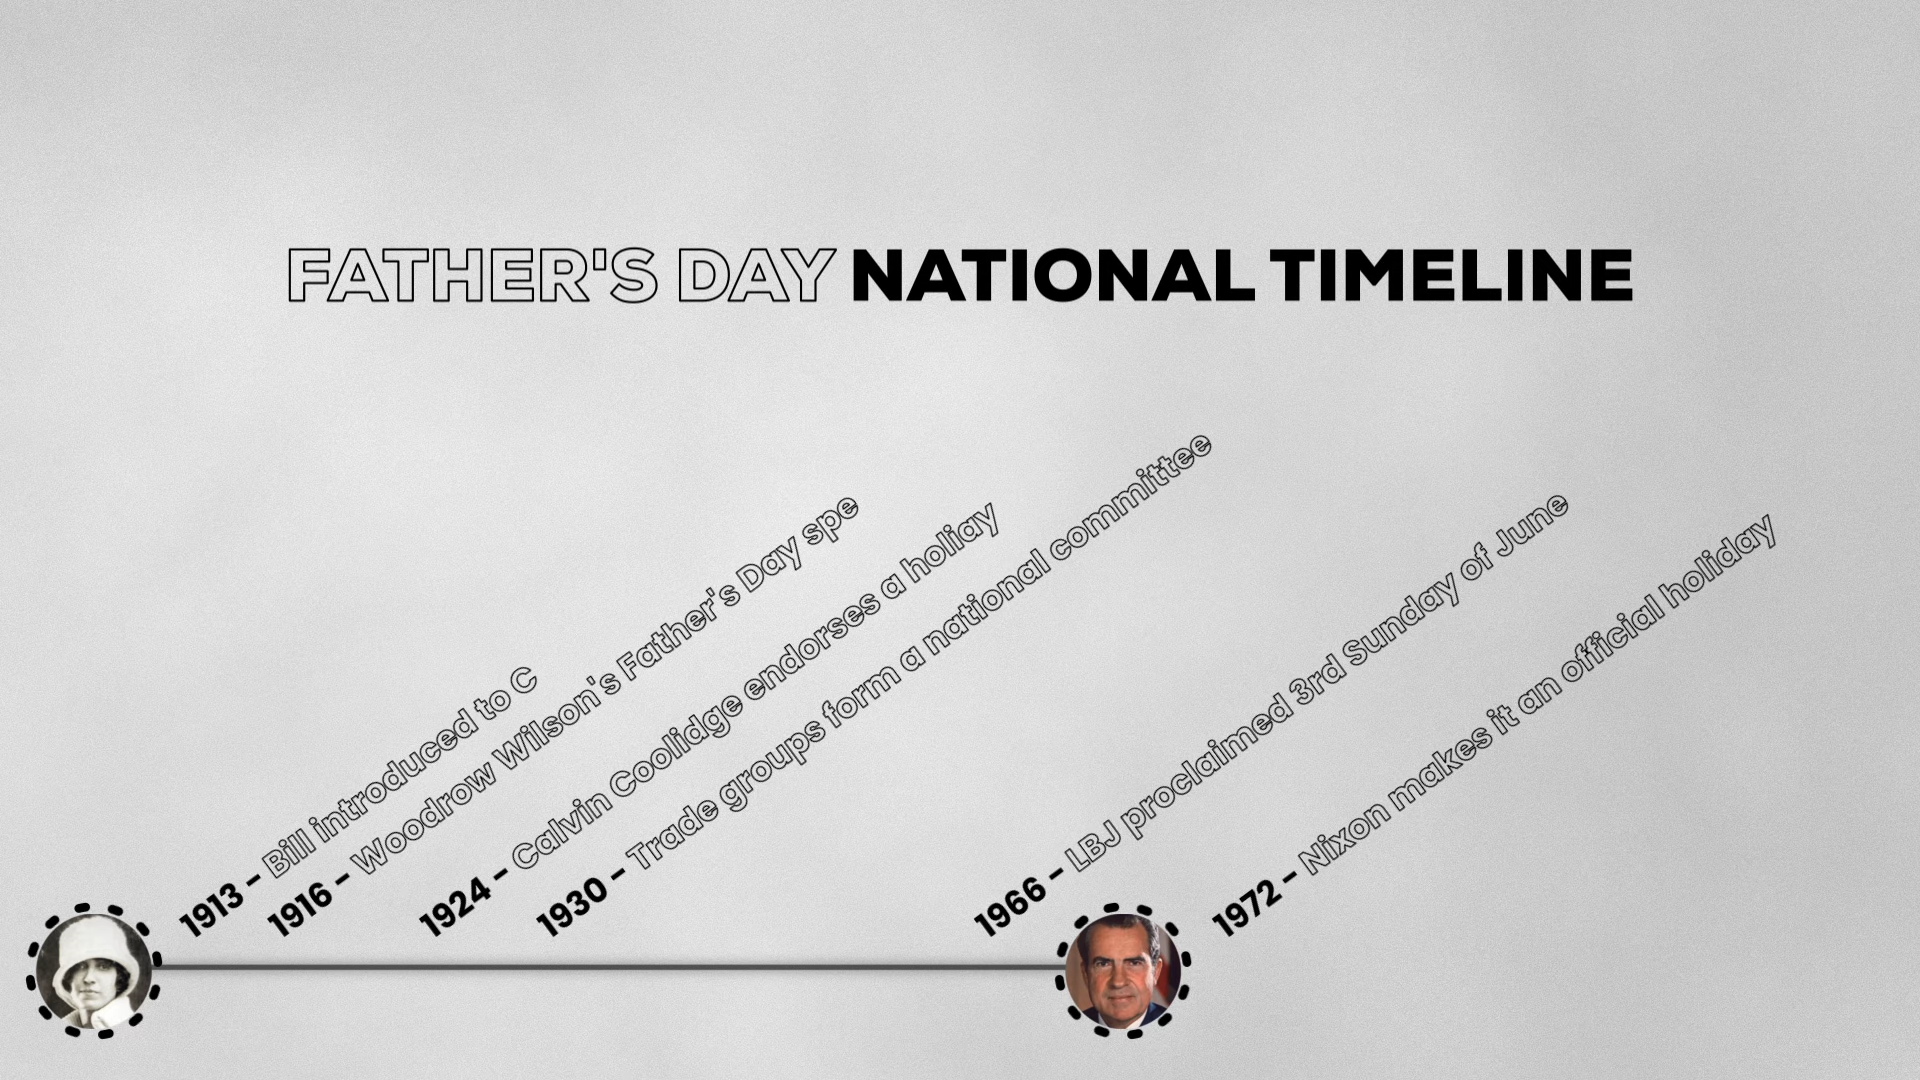 FATHER'S DAY NATIONAL TIMELINE
1913 – Bill introduced to C
1916 – Woodrow Wilson's Father's Day spe
1924 – Calvin Coolidge endorses a holiay
1930 – Trade groups form a national committee
1966 – LBJ proclaimed 3rd Sunday of June
1972 – Nixon makes it an official holiday